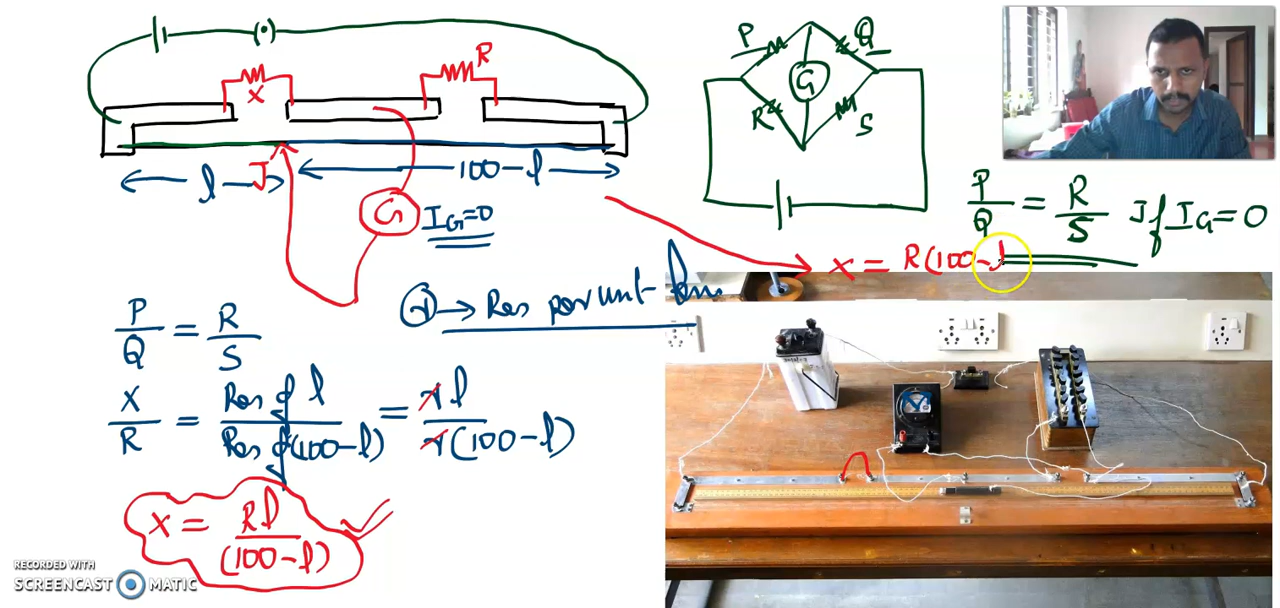 R
X
l
J
100-l
G
I_G=0
P
Q
G
R
S
P/Q = R/S If I_G=0
X = R(100-l
r → Res per unit len
P/Q = R/S
X/R = Res of l/Res of (100-l) = rl/r(100-l)
X = Rl/(100-l)
RECORDED WITH
SCREENCAST MATIC